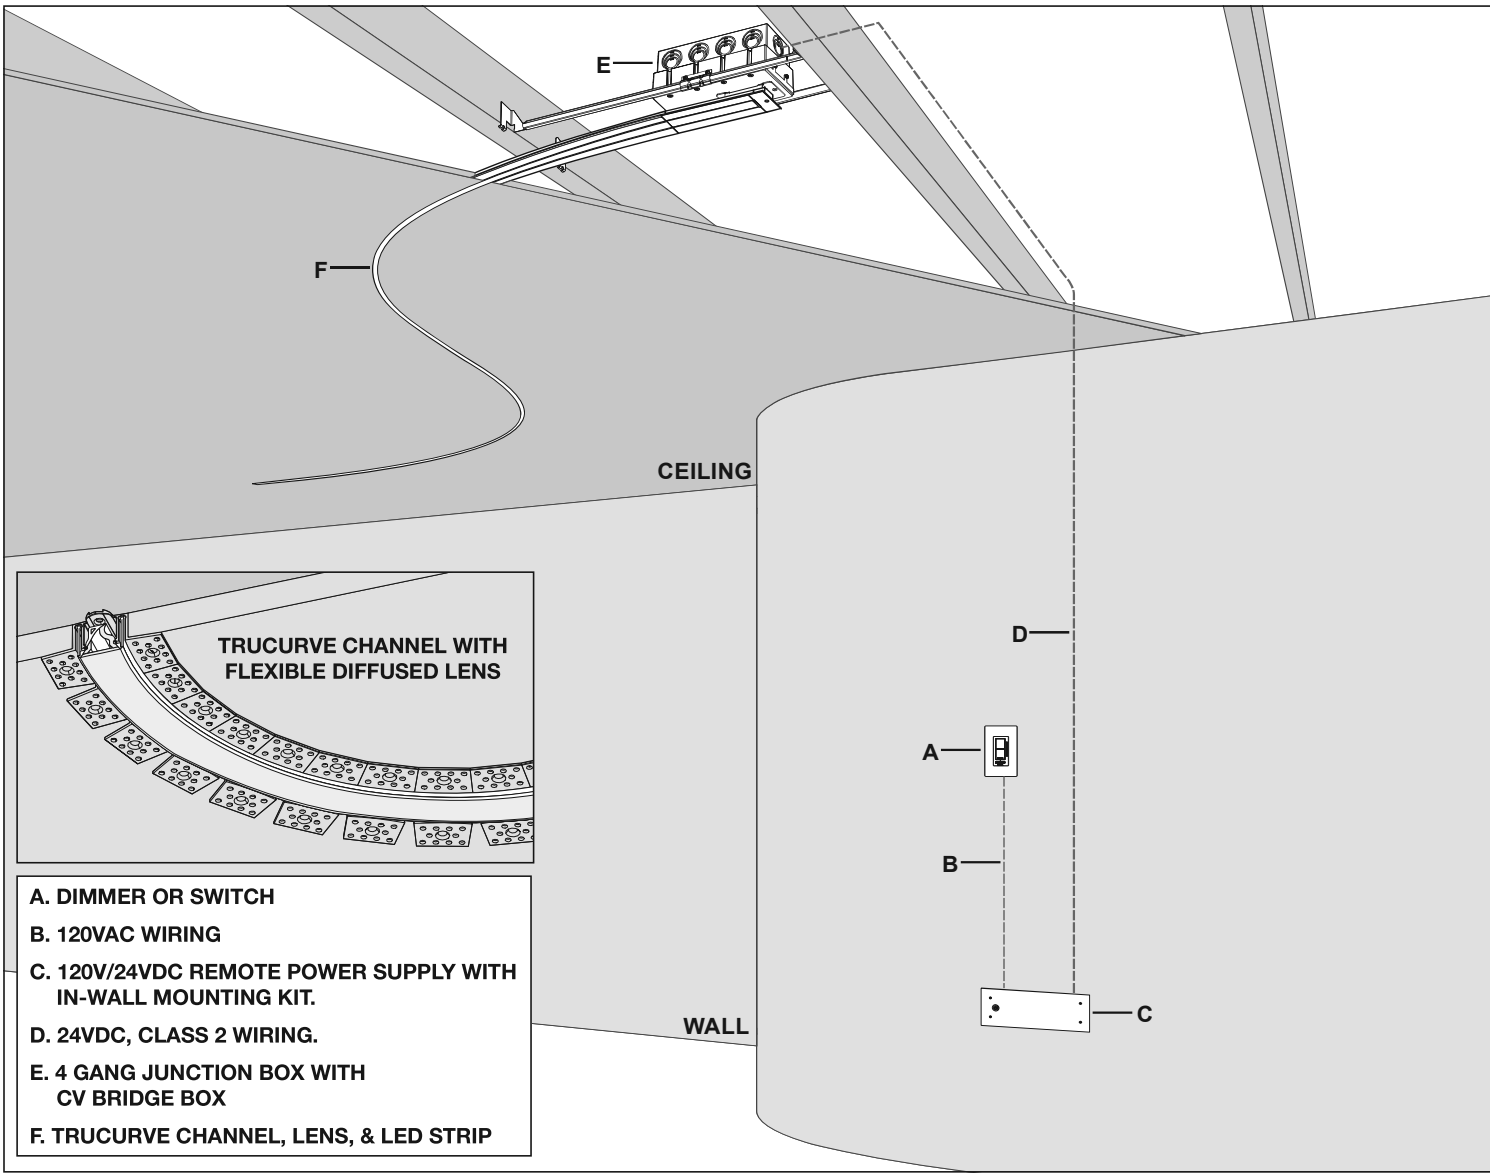 E
F
CEILING
TRUCURVE CHANNEL WITH
FLEXIBLE DIFFUSED LENS
D
A
B
C
WALL
A. DIMMER OR SWITCH
B. 120VAC WIRING
C. 120V/24VDC REMOTE POWER SUPPLY WITH
IN-WALL MOUNTING KIT.
D. 24VDC, CLASS 2 WIRING.
E. 4 GANG JUNCTION BOX WITH
CV BRIDGE BOX
F. TRUCURVE CHANNEL, LENS, & LED STRIP